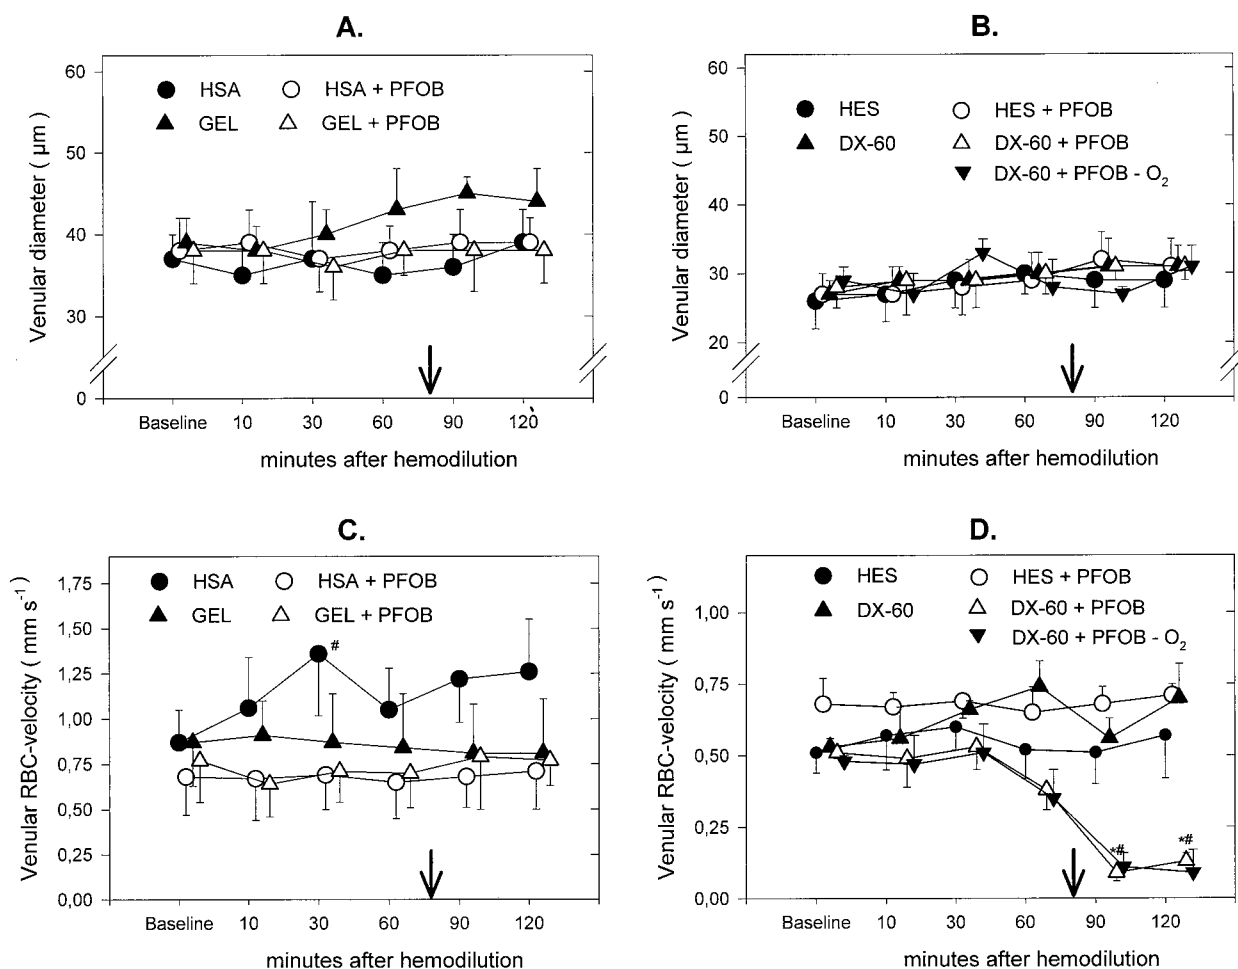 A.
60
50
40
30
0
Venular diameter ( µm)
HSA
HSA + PFOB
GEL
GEL + PFOB
Baseline 10 30 60 90 120
minutes after hemodilution
B.
60
50
40
30
20
0
Venular diameter ( µm)
HES
HES + PFOB
DX-60
DX-60 + PFOB
DX-60 + PFOB - O₂
Baseline 10 30 60 90 120
minutes after hemodilution
C.
1,75
1,50
1,25
1,00
0,75
0,50
0,25
0,00
Venular RBC-velocity ( mm s⁻¹)
HSA
HSA + PFOB
GEL
GEL + PFOB
#
Baseline 10 30 60 90 120
minutes after hemodilution
D.
1,00
0,75
0,50
0,25
0,00
Venular RBC-velocity ( mm s⁻¹)
HES
HES + PFOB
DX-60
DX-60 + PFOB
DX-60 + PFOB - O₂
*#
*#
Baseline 10 30 60 90 120
minutes after hemodilution